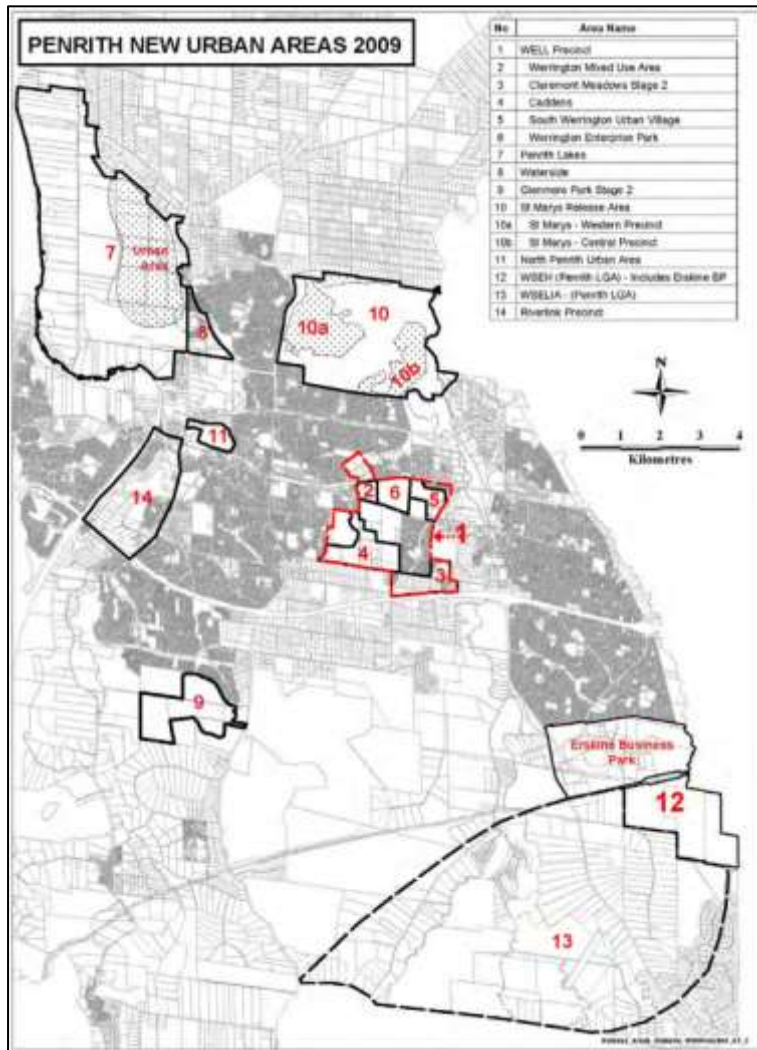 PENRITH NEW URBAN AREAS 2009
No Area Name
1 WELL Precinct
2 Werrington Mixed Use Area
3 Claremont Meadows Stage 2
4 Caddens
5 South Werrington Urban Village
6 Werrington Enterprise Park
7 Penrith Lakes
8 Waterside
9 Glenmore Park Stage 2
10 St Marys Release Area
10a St Marys - Western Precinct
10b St Marys - Central Precinct
11 North Penrith Urban Area
12 WSEH (Penrith LGA) - Includes Erskine BP
13 WSELIA - (Penrith LGA)
14 Riverlink Precinct
7
Urban
Area
8
10a
10
10b
N
0 1 2 3 4
Kilometres
11
14
2
6
5
1
4
3
9
Erskine Business
Park
12
13